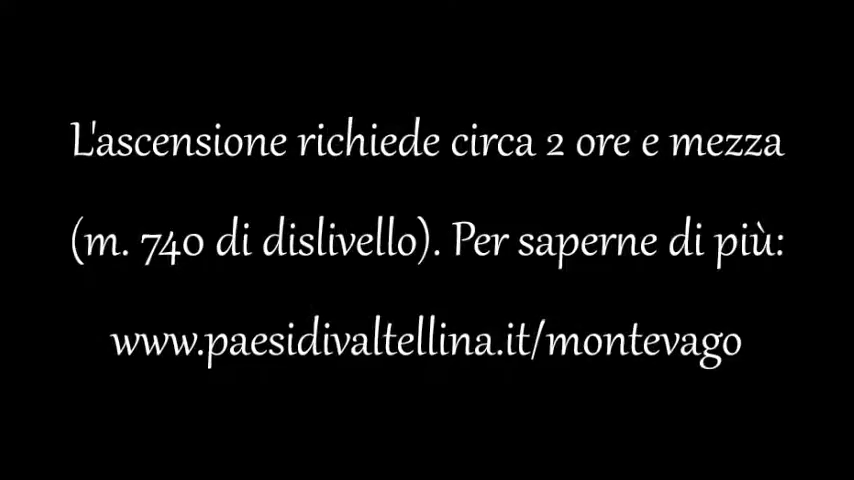 L'ascensione richiede circa 2 ore e mezza
(m. 740 di dislivello). Per saperne di più:
www.paesidivaltellina.it/montevago